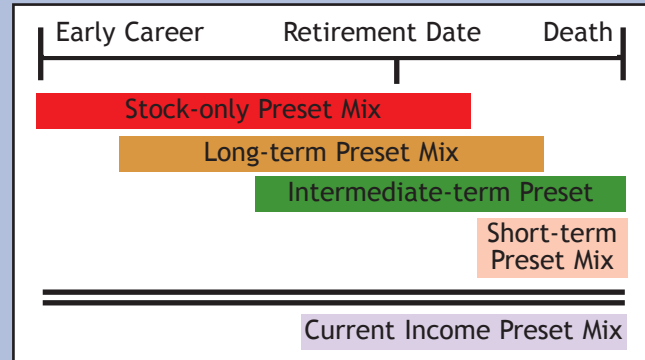 Early Career Retirement Date Death
Stock-only Preset Mix
Long-term Preset Mix
Intermediate-term Preset
Short-term
Preset Mix
Current Income Preset Mix